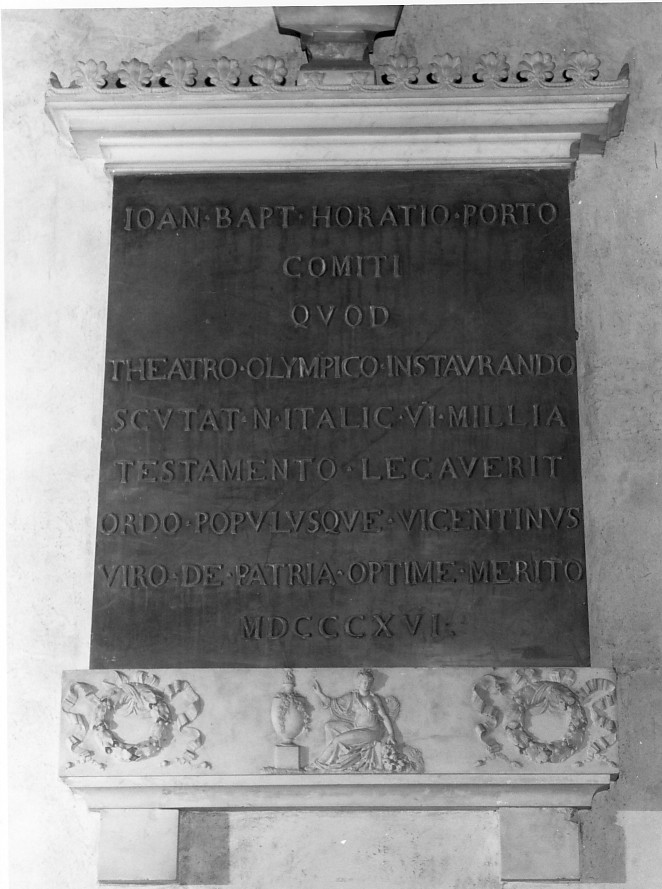 IOAN·BAPT·HORATIO·PORTO
COMITI
QVOD
THEATRO·OLYMPICO·INSTAVRANDO
SCVTAT·N·ITALIC·VI·MILLIA
TESTAMENTO·LEGAVERIT
ORDO·POPVLVSQVE·VICENTINVS
VIRO·DE·PATRIA·OPTIME·MERITO
MDCCCXVI·